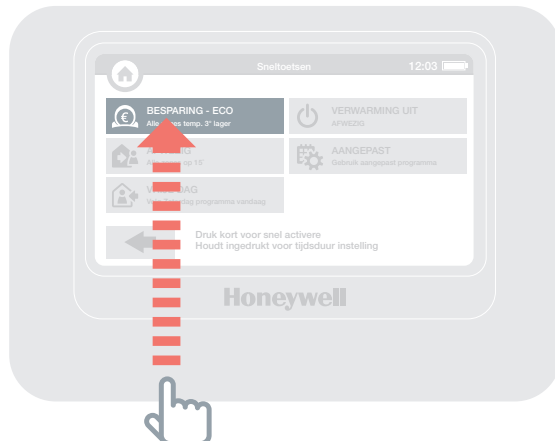 Sneltoetsen 12:03
BESPARING - ECO
Alle temp. 3° lager
VERWARMING UIT
AFWEZIG
op 15°
AANGEPAST
Gebruik aangepast programma.
DAG
programma vandaag
Druk kort voor snel activere
Houdt ingedrukt voor tijdsduur instelling
Honeywell